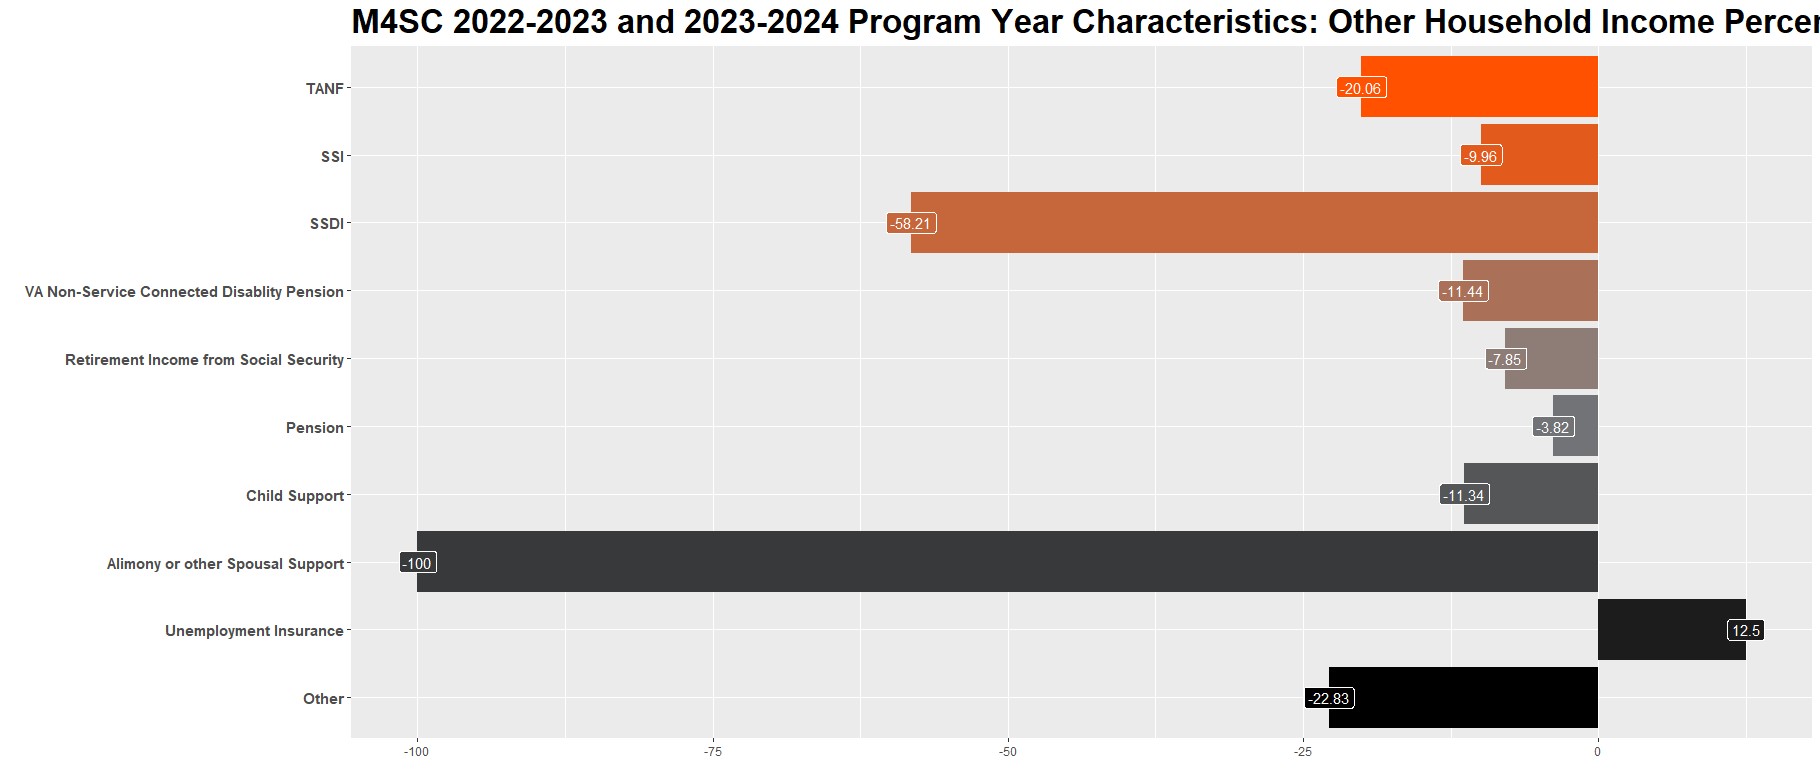 M4SC 2022-2023 and 2023-2024 Program Year Characteristics: Other Household Income Percer
TANF
-20.06
SSI
-9.96
SSDI
-58.21
VA Non-Service Connected Disablity Pension
-11.44
Retirement Income from Social Security
-7.85
Pension
-3.82
Child Support
-11.34
Alimony or other Spousal Support
-100
Unemployment Insurance
12.5
Other
-22.83
-100 -75 -50 -25 0